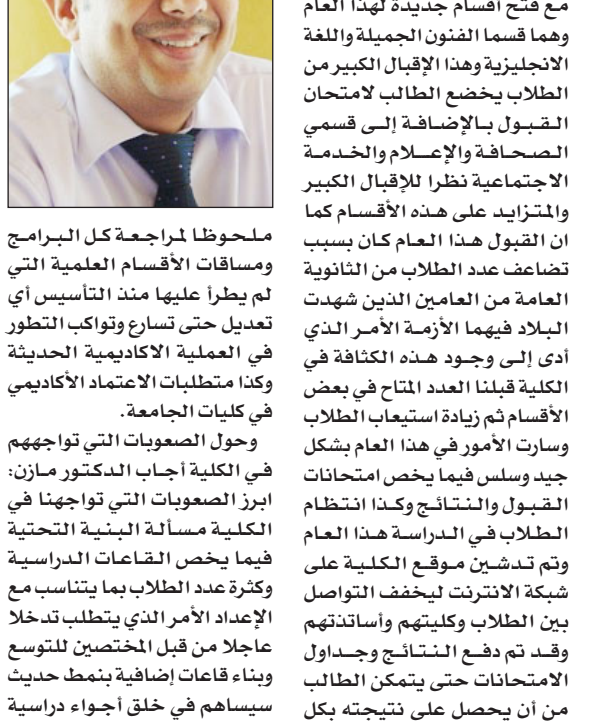 مع فتح أقسام جديدة لهذا العام
وهما قسما الفنون الجميلة واللغة
الانجليزية وهذا الإقبال الكبير من
الطلاب يخضع الطالب لامتحان
القبول بالإضافة إلى قسمي
الصحافة والإعلام والخدمة
الاجتماعية نظرا للإقبال الكبير
والمتزايد على هذه الأقسام كما
ان القبول هذا العام كان بسبب
تضاعف عدد الطلاب من الثانوية
العامة من العامين الذين شهدت
البلاد فيهما الأزمة الأمر الذي
أدى إلى وجود هذه الكثافة في
الكلية قبلنا العدد المتاح في بعض
الأقسام ثم زيادة استيعاب الطلاب
وسارت الأمور في هذا العام بشكل
جيد وسلس فيما يخص امتحانات
القبول والنتائج وكذا انتظام
الطلاب في الدراسة هذا العام
وتم تدشين موقع الكلية على
شبكة الانترنت ليخفف التواصل
بين الطلاب وكليتهم وأساتذتهم
وقد تم دفع النتائج وجداول
الامتحانات حتى يتمكن الطالب
من أن يحصل على نتيجته بكل
ملحوظا لمراجعة كل البرامج
ومساقات الأقسام العلمية التي
لم يطرأ عليها منذ التأسيس أي
تعديل حتى تسارع وتواكب التطور
في العملية الاكاديمية الحديثة
وكذا متطلبات الاعتماد الأكاديمي
في كليات الجامعة.
وحول الصعوبات التي تواجههم
في الكلية أجاب الدكتور مازن:
ابرز الصعوبات التي تواجهنا في
الكلية مسألة البنية التحتية
فيما يخص القاعات الدراسية
وكثرة عدد الطلاب بما يتناسب مع
الإعداد الأمر الذي يتطلب تدخلا
عاجلا من قبل المختصين للتوسع
وبناء قاعات إضافية بنمط حديث
سيساهم في خلق أجواء دراسية